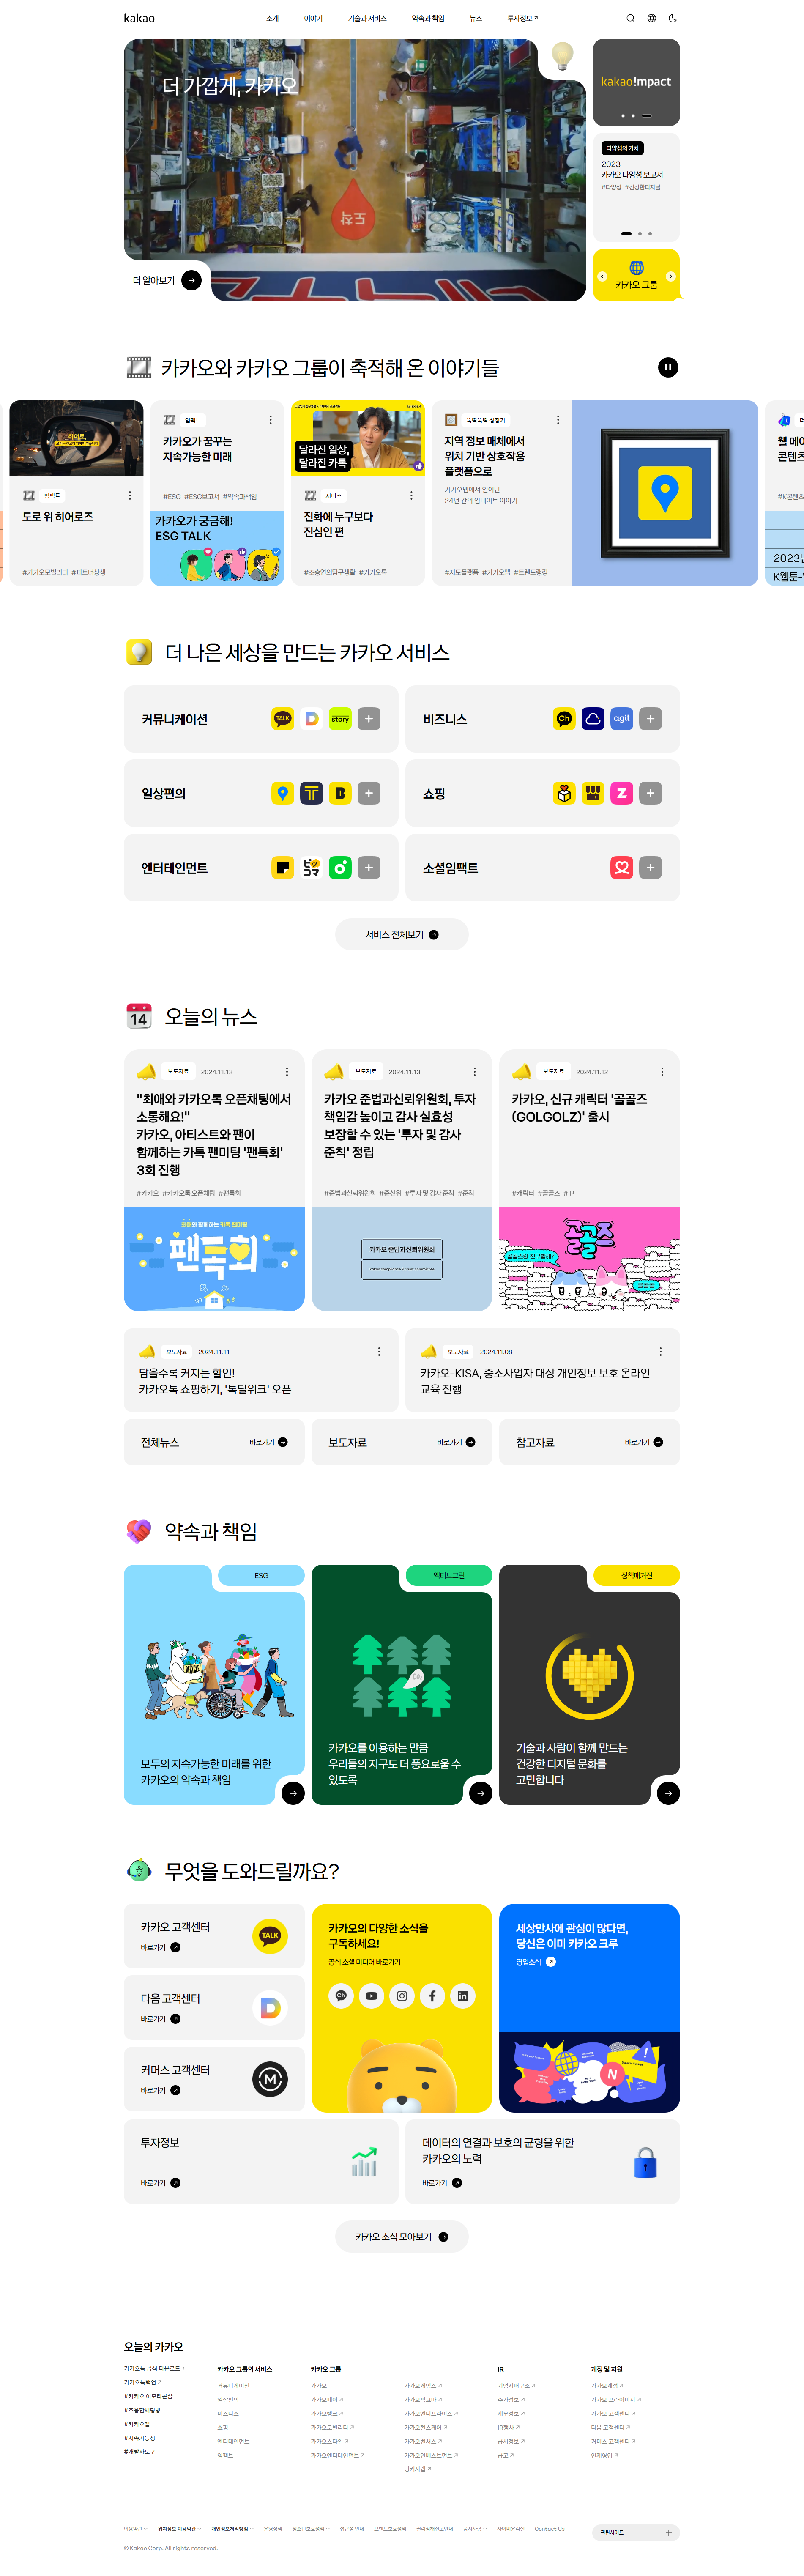 kakao
소개
이야기
기술과 서비스
약속과 책임
뉴스
투자정보
더 가깝게, 카카오
도착
더 알아보기
kakao!mpact
다양성의 가치
2023
카카오 다양성 보고서
#다양성 #건강한디지털
카카오 그룹
카카오와 카카오 그룹이 축적해 온 이야기들
임팩트
도로 위 히어로즈
#카카오모빌리티 #파트너상생
임팩트
카카오가 꿈꾸는
지속가능한 미래
#ESG #ESG보고서 #약속과책임
카카오가 궁금해!
ESG TALK
달라진 일상,
달라진 카톡
서비스
진화에 누구보다
진심인 편
#조승연의탐구생활 #카카오톡
뚝딱뚝딱 성장기
지역 정보 매체에서
위치 기반 상호작용
플랫폼으로
카카오맵에서 일어난
24년 간의 업데이트 이야기
#지도플랫폼 #카카오맵 #트렌드랭킹
웹 메이
콘텐츠
#K콘텐츠
2023년
K웹툰-
더 나은 세상을 만드는 카카오 서비스
커뮤니케이션
TALK
story
비즈니스
Ch
agit
일상편의
쇼핑
엔터테인먼트
ピッコマ
소셜임팩트
서비스 전체보기
14
오늘의 뉴스
보도자료
2024.11.13
"최애와 카카오톡 오픈채팅에서
소통해요!"
카카오, 아티스트와 팬이
함께하는 카톡 팬미팅 '팬톡회'
3회 진행
#카카오 #카카오톡 오픈채팅 #팬톡회
최애와 함께하는 카톡 팬미팅
팬톡회
보도자료
2024.11.13
카카오 준법과신뢰위원회, 투자
책임감 높이고 감사 실효성
보장할 수 있는 '투자 및 감사
준칙' 정립
#준법과신뢰위원회 #준신위 #투자 및 감사 준칙 #준칙
카카오 준법과신뢰위원회
kakao compliance & trust committee
보도자료
2024.11.12
카카오, 신규 캐릭터 '골골즈
(GOLGOLZ)' 출시
#캐릭터 #골골즈 #IP
골골즈
골골즈랑 친구할래?
골골골
보도자료
2024.11.11
담을수록 커지는 할인!
카카오톡 쇼핑하기, '톡딜위크' 오픈
보도자료
2024.11.08
카카오-KISA, 중소사업자 대상 개인정보 보호 온라인
교육 진행
전체뉴스
바로가기
보도자료
바로가기
참고자료
바로가기
약속과 책임
ESG
모두의 지속가능한 미래를 위한
카카오의 약속과 책임
액티브그린
카카오를 이용하는 만큼
우리들의 지구도 더 풍요로울 수
있도록
정책매거진
기술과 사람이 함께 만드는
건강한 디지털 문화를
고민합니다
무엇을 도와드릴까요?
카카오 고객센터
바로가기
TALK
다음 고객센터
바로가기
커머스 고객센터
바로가기
카카오의 다양한 소식을
구독하세요!
공식 소셜 미디어 바로가기
Ch
세상만사에 관심이 많다면,
당신은 이미 카카오 크루
영입소식
투자정보
바로가기
데이터의 연결과 보호의 균형을 위한
카카오의 노력
바로가기
카카오 소식 모아보기
오늘의 카카오
카카오톡 공식 다운로드
카카오톡백업
#카카오 이모티콘샵
#조용한채팅방
#카카오맵
#지속가능성
#개발자도구
카카오 그룹의 서비스
커뮤니케이션
일상편의
비즈니스
쇼핑
엔터테인먼트
임팩트
카카오 그룹
카카오
카카오페이
카카오뱅크
카카오모빌리티
카카오스타일
카카오엔터테인먼트
카카오게임즈
카카오픽코마
카카오엔터프라이즈
카카오헬스케어
카카오벤처스
카카오인베스트먼트
링키지랩
IR
기업지배구조
주가정보
재무정보
IR행사
공시정보
공고
계정 및 지원
카카오계정
카카오 프라이버시
카카오 고객센터
다음 고객센터
커머스 고객센터
인재영입
이용약관
위치정보 이용약관
개인정보처리방침
운영정책
청소년보호정책
접근성 안내
브랜드보호정책
권리침해신고안내
공지사항
사이버윤리실
Contact Us
관련사이트
© Kakao Corp. All rights reserved.